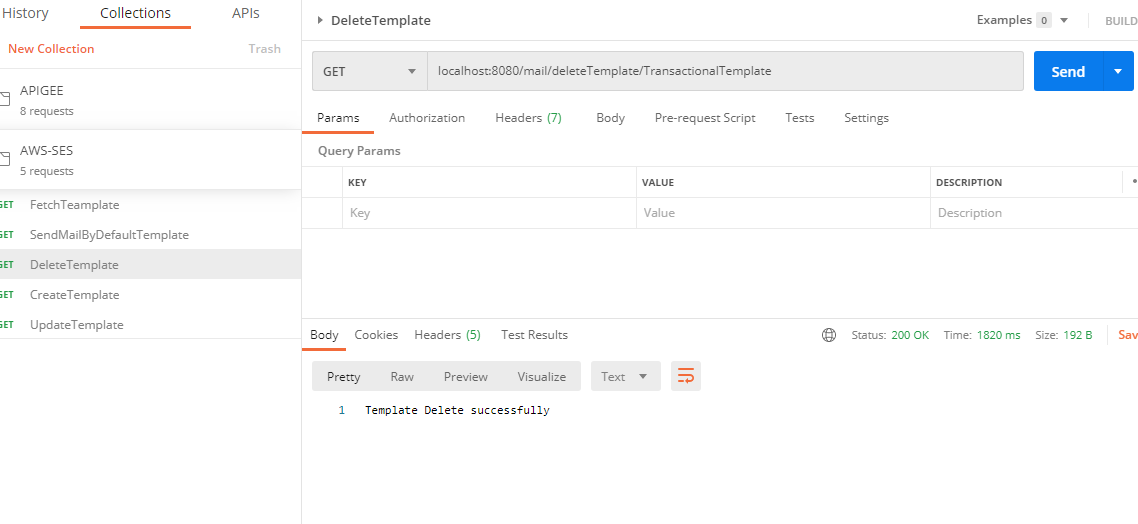 History Collections APIs
New Collection Trash
APIGEE
8 requests
AWS-SES
5 requests
GET FetchTeamplate
GET SendMailByDefaultTemplate
GET DeleteTemplate
GET CreateTemplate
GET UpdateTemplate
DeleteTemplate Examples 0 BUILD
GET localhost:8080/mail/deleteTemplate/TransactionalTemplate Send
Params Authorization Headers (7) Body Pre-request Script Tests Settings
Query Params
KEY VALUE DESCRIPTION
Key Value Description
Body Cookies Headers (5) Test Results Status: 200 OK Time: 1820 ms Size: 192 B Sav
Pretty Raw Preview Visualize Text
1 Template Delete successfully